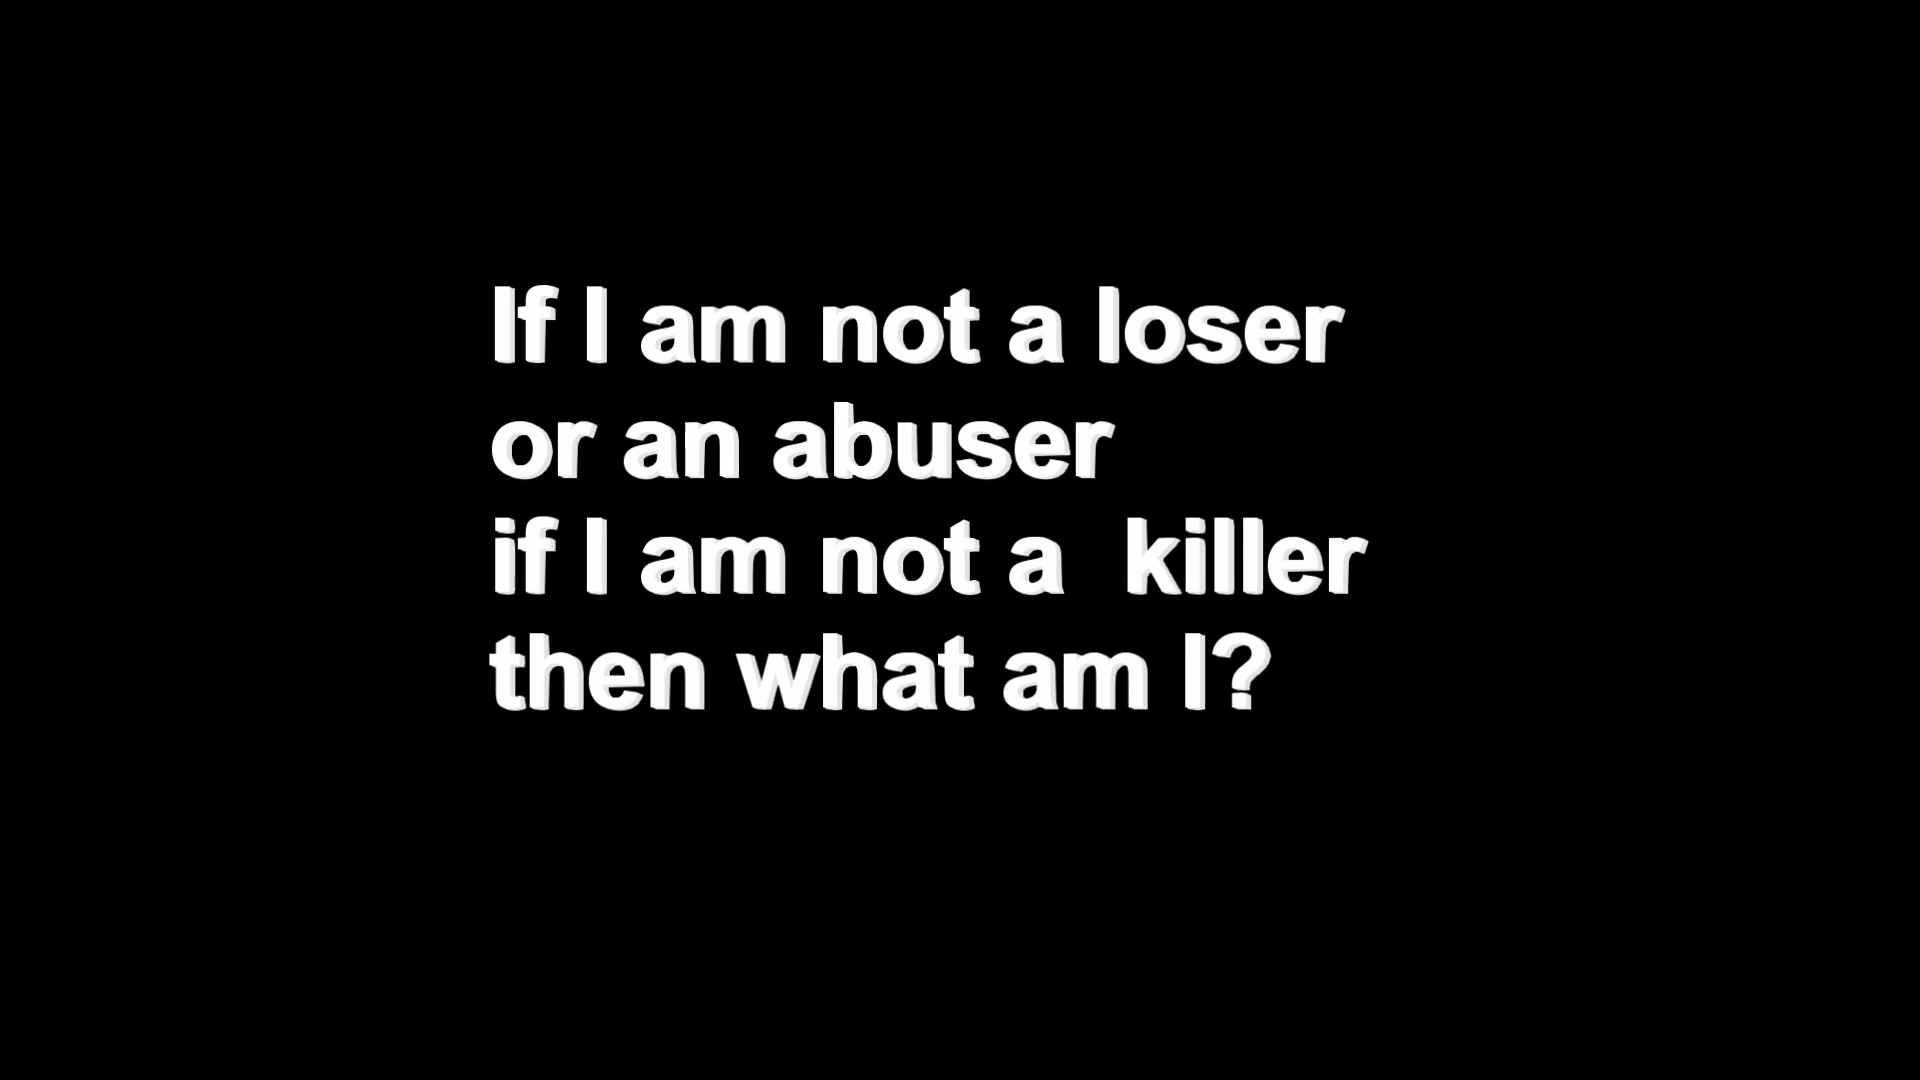 If I am not a loser
or an abuser
if I am not a  killer
then what am I?